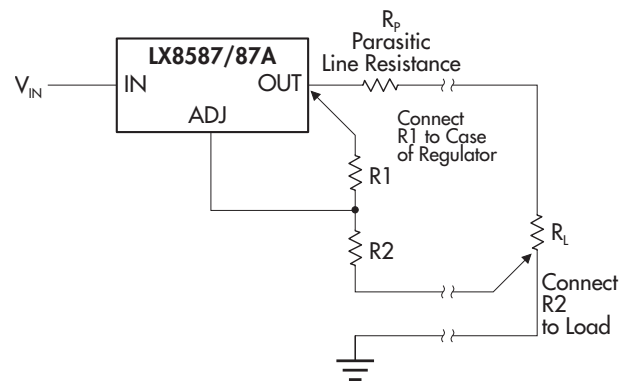 R_P
Parasitic
Line Resistance
LX8587/87A
V_IN
IN
OUT
ADJ
Connect
R1 to Case
of Regulator
R1
R2
R_L
Connect
R2
to Load